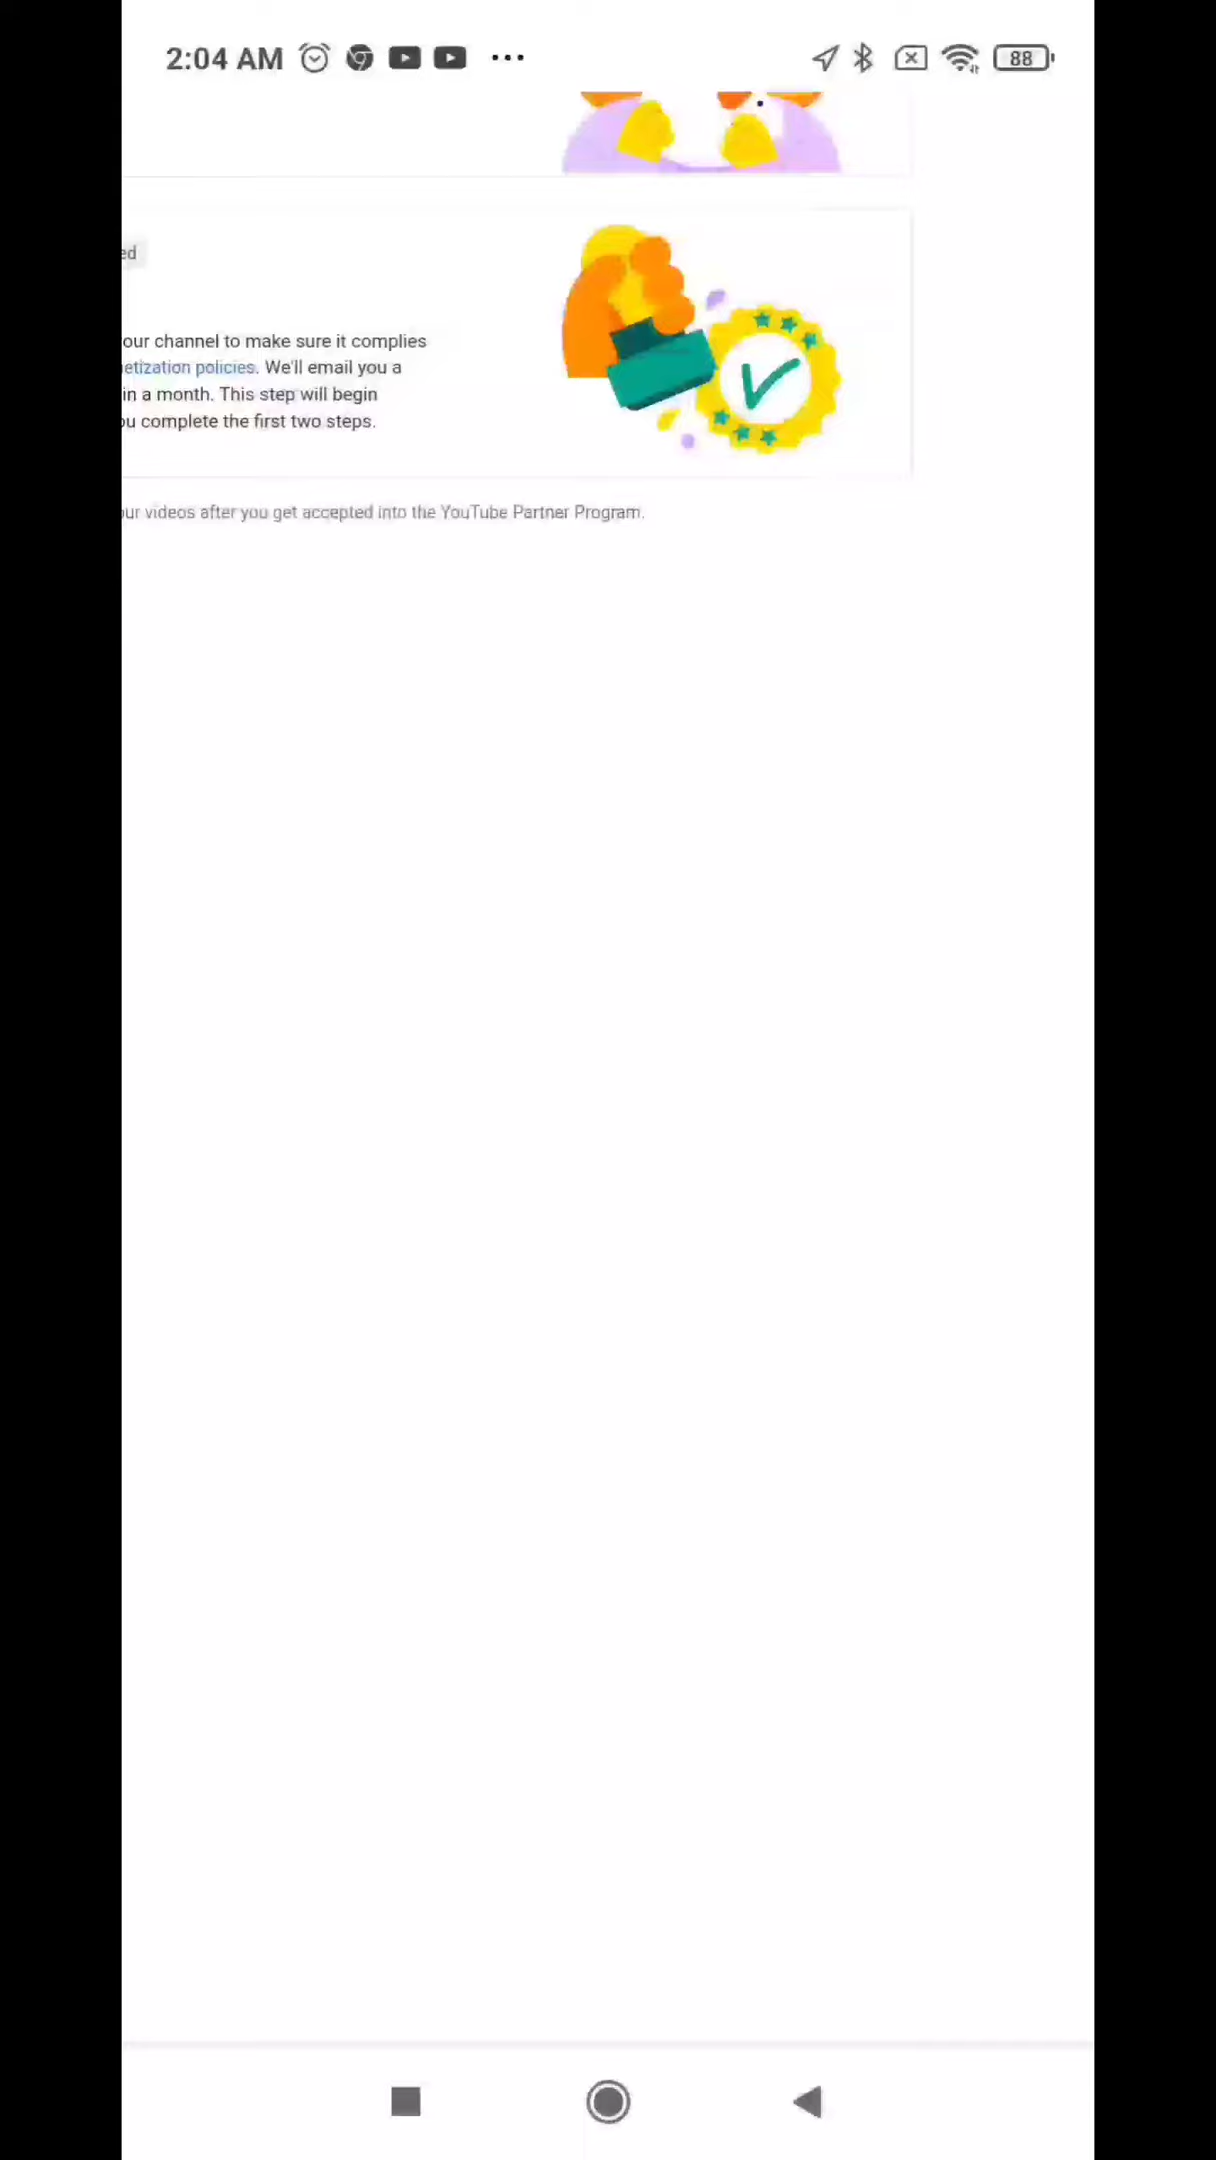 2:04 AM
88
ed
our channel to make sure it complies
etization policies. We'll email you a
in a month. This step will begin
ou complete the first two steps.
our videos after you get accepted into the YouTube Partner Program.